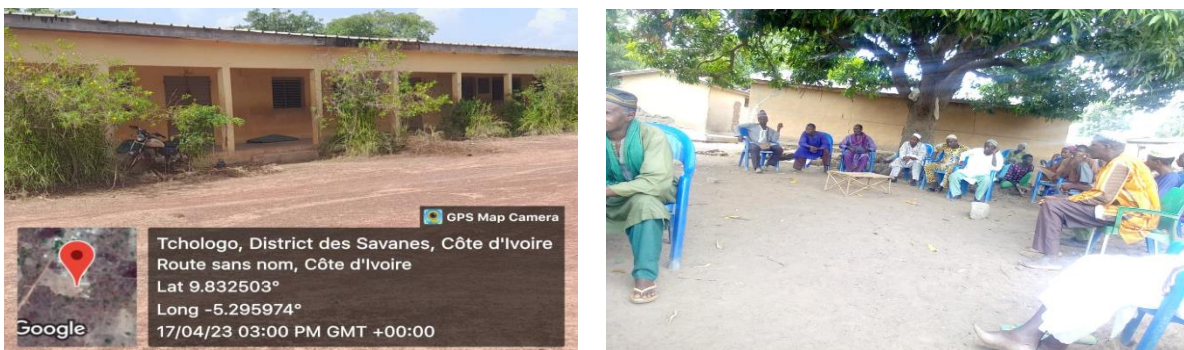 GPS Map Camera
Tchologo, District des Savanes, Côte d'Ivoire
Route sans nom, Côte d'Ivoire
Lat 9.832503°
Long -5.295974°
17/04/23 03:00 PM GMT +00:00
Google